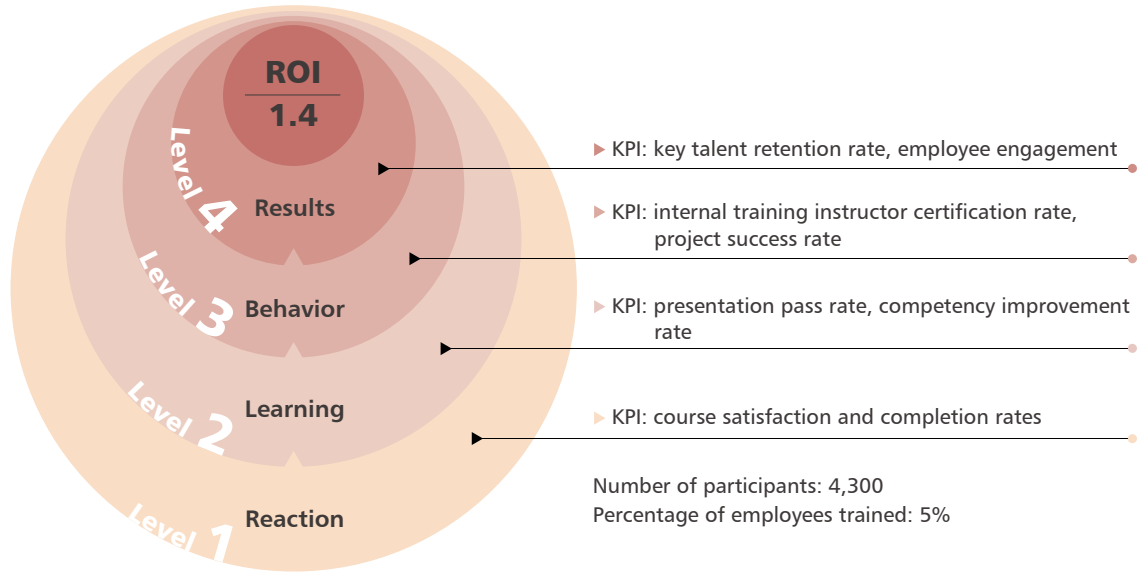 ROI
1.4
Level 4
Results
KPI: key talent retention rate, employee engagement
Level 3
Behavior
KPI: internal training instructor certification rate,
project success rate
Level 2
Learning
KPI: presentation pass rate, competency improvement
rate
Level 1
Reaction
KPI: course satisfaction and completion rates
Number of participants: 4,300
Percentage of employees trained: 5%